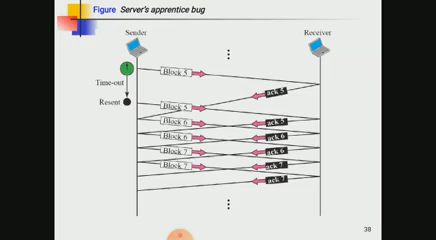 Figure Server's apprentice bug
Sender
Receiver
Block 5
ack 5
Time-out
Resent
Block 5
ack 5
Block 6
ack 6
Block 6
ack 6
Block 7
ack 7
Block 7
ack 7
38